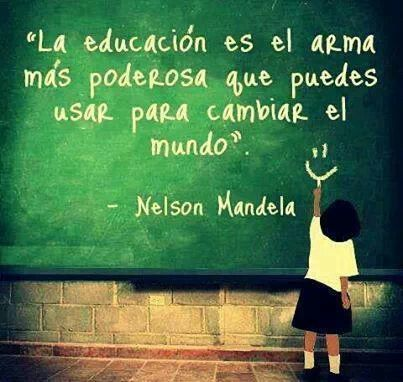 “La educación es el arma
más poderosa que puedes
usar para cambiar el
mundo”.
- Nelson Mandela